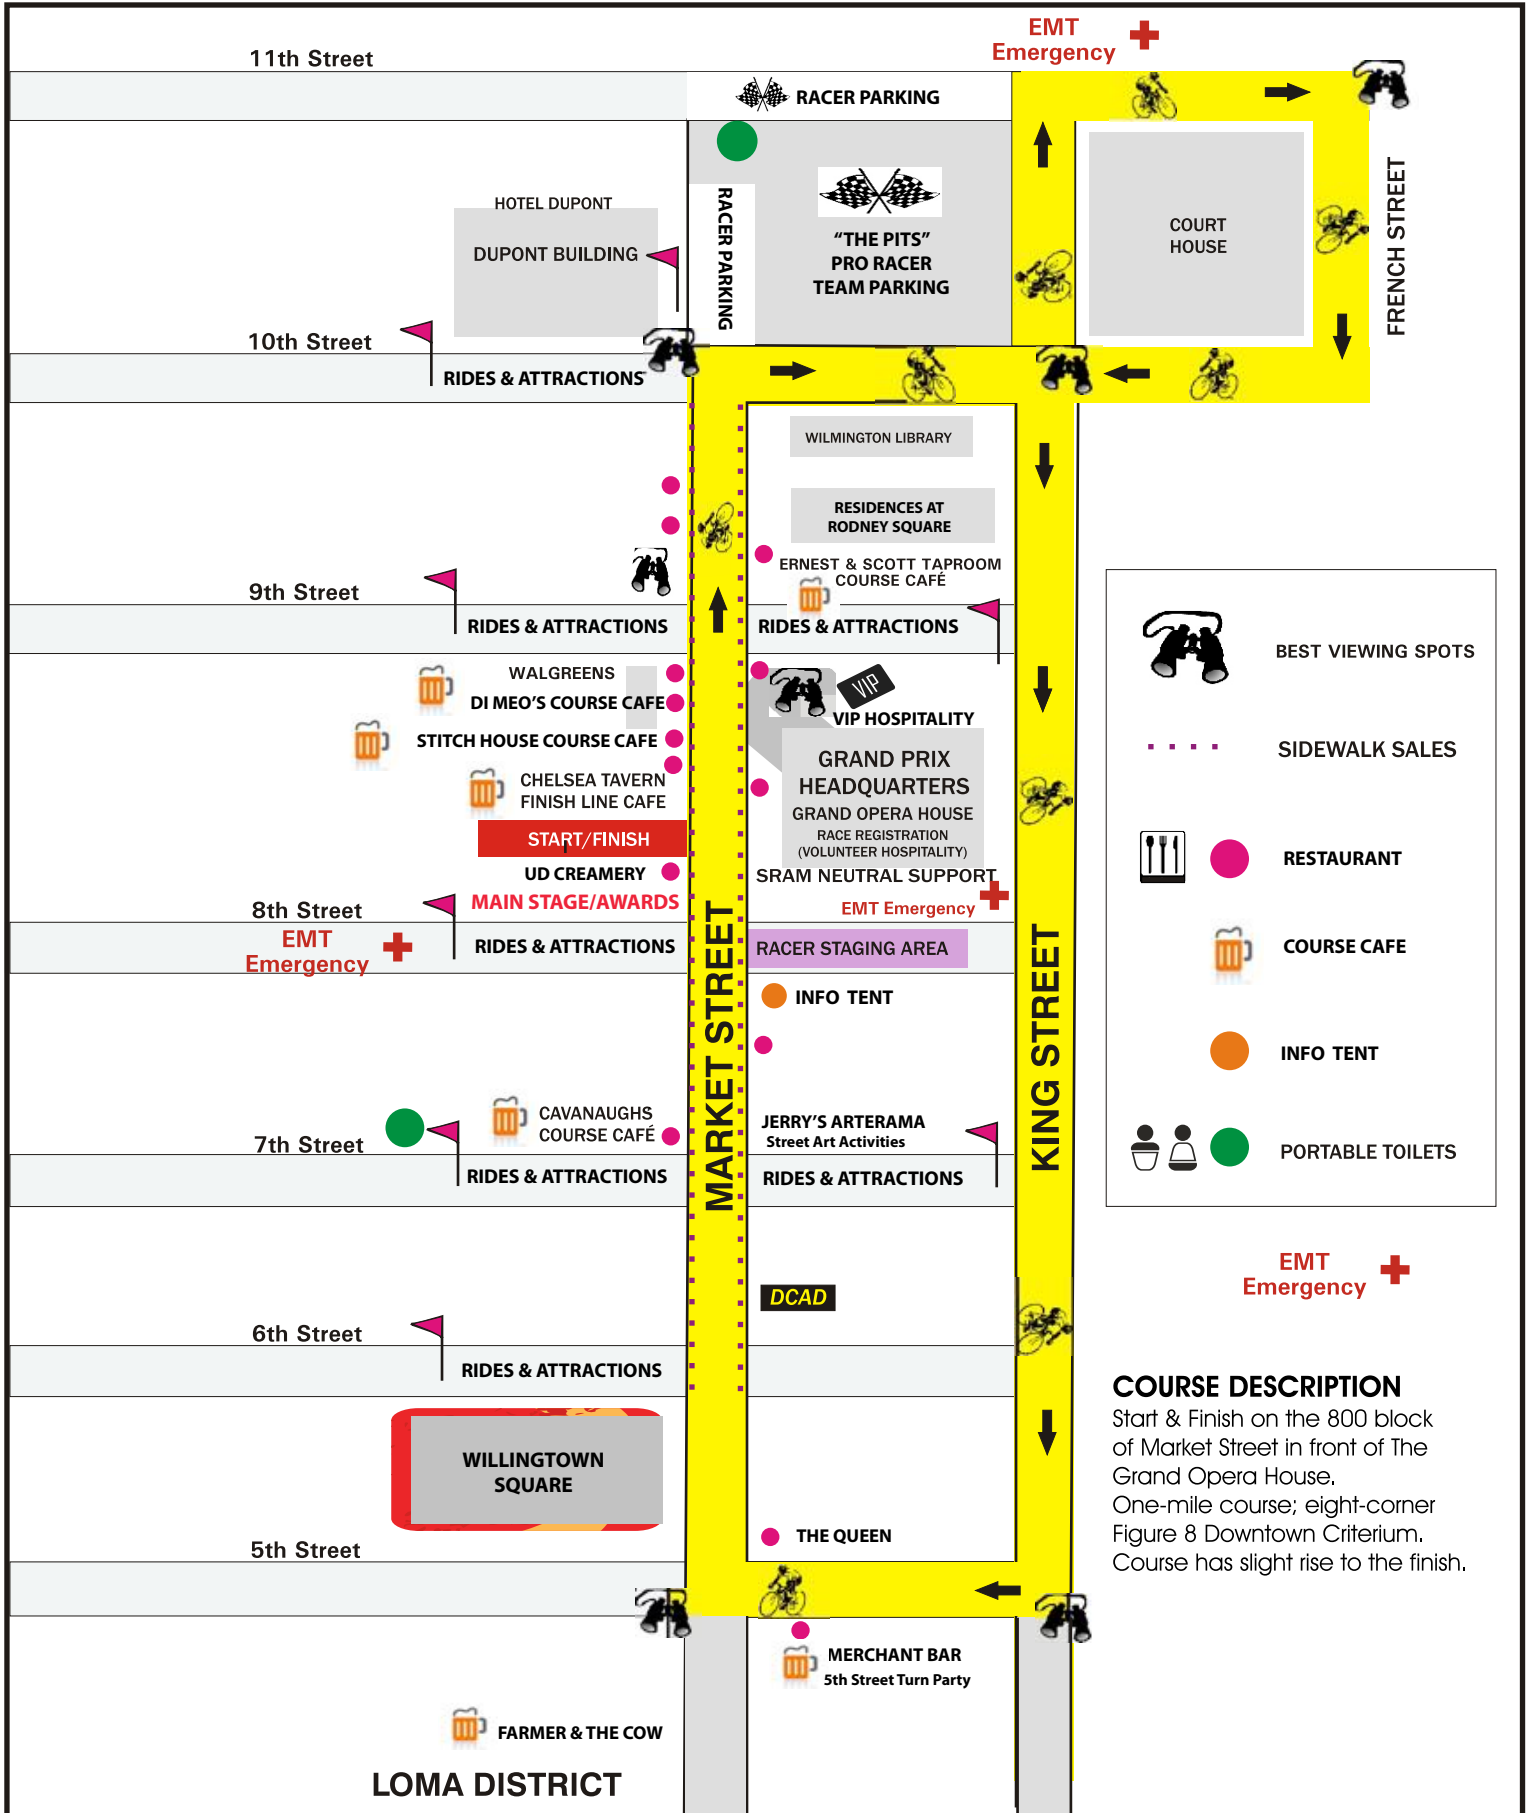 EMT
Emergency
11th Street
RACER PARKING
HOTEL DUPONT
DUPONT BUILDING
RACER PARKING
“THE PITS”
PRO RACER
TEAM PARKING
COURT
HOUSE
FRENCH STREET
10th Street
RIDES & ATTRACTIONS
WILMINGTON LIBRARY
RESIDENCES AT
RODNEY SQUARE
ERNEST & SCOTT TAPROOM
COURSE CAFÉ
9th Street
RIDES & ATTRACTIONS
RIDES & ATTRACTIONS
WALGREENS
DI MEO'S COURSE CAFE
STITCH HOUSE COURSE CAFE
CHELSEA TAVERN
FINISH LINE CAFE
START/FINISH
UD CREAMERY
MAIN STAGE/AWARDS
VIP
VIP HOSPITALITY
GRAND PRIX
HEADQUARTERS
GRAND OPERA HOUSE
RACE REGISTRATION
(VOLUNTEER HOSPITALITY)
SRAM NEUTRAL SUPPORT
EMT Emergency
8th Street
EMT
Emergency
RIDES & ATTRACTIONS
RACER STAGING AREA
INFO TENT
MARKET STREET
KING STREET
7th Street
CAVANAUGHS
COURSE CAFÉ
RIDES & ATTRACTIONS
JERRY'S ARTERAMA
Street Art Activities
RIDES & ATTRACTIONS
DCAD
6th Street
RIDES & ATTRACTIONS
WILLINGTOWN
SQUARE
THE QUEEN
5th Street
MERCHANT BAR
5th Street Turn Party
FARMER & THE COW
LOMA DISTRICT
BEST VIEWING SPOTS
SIDEWALK SALES
RESTAURANT
COURSE CAFE
INFO TENT
PORTABLE TOILETS
EMT
Emergency
COURSE DESCRIPTION
Start & Finish on the 800 block
of Market Street in front of The
Grand Opera House.
One-mile course; eight-corner
Figure 8 Downtown Criterium.
Course has slight rise to the finish.